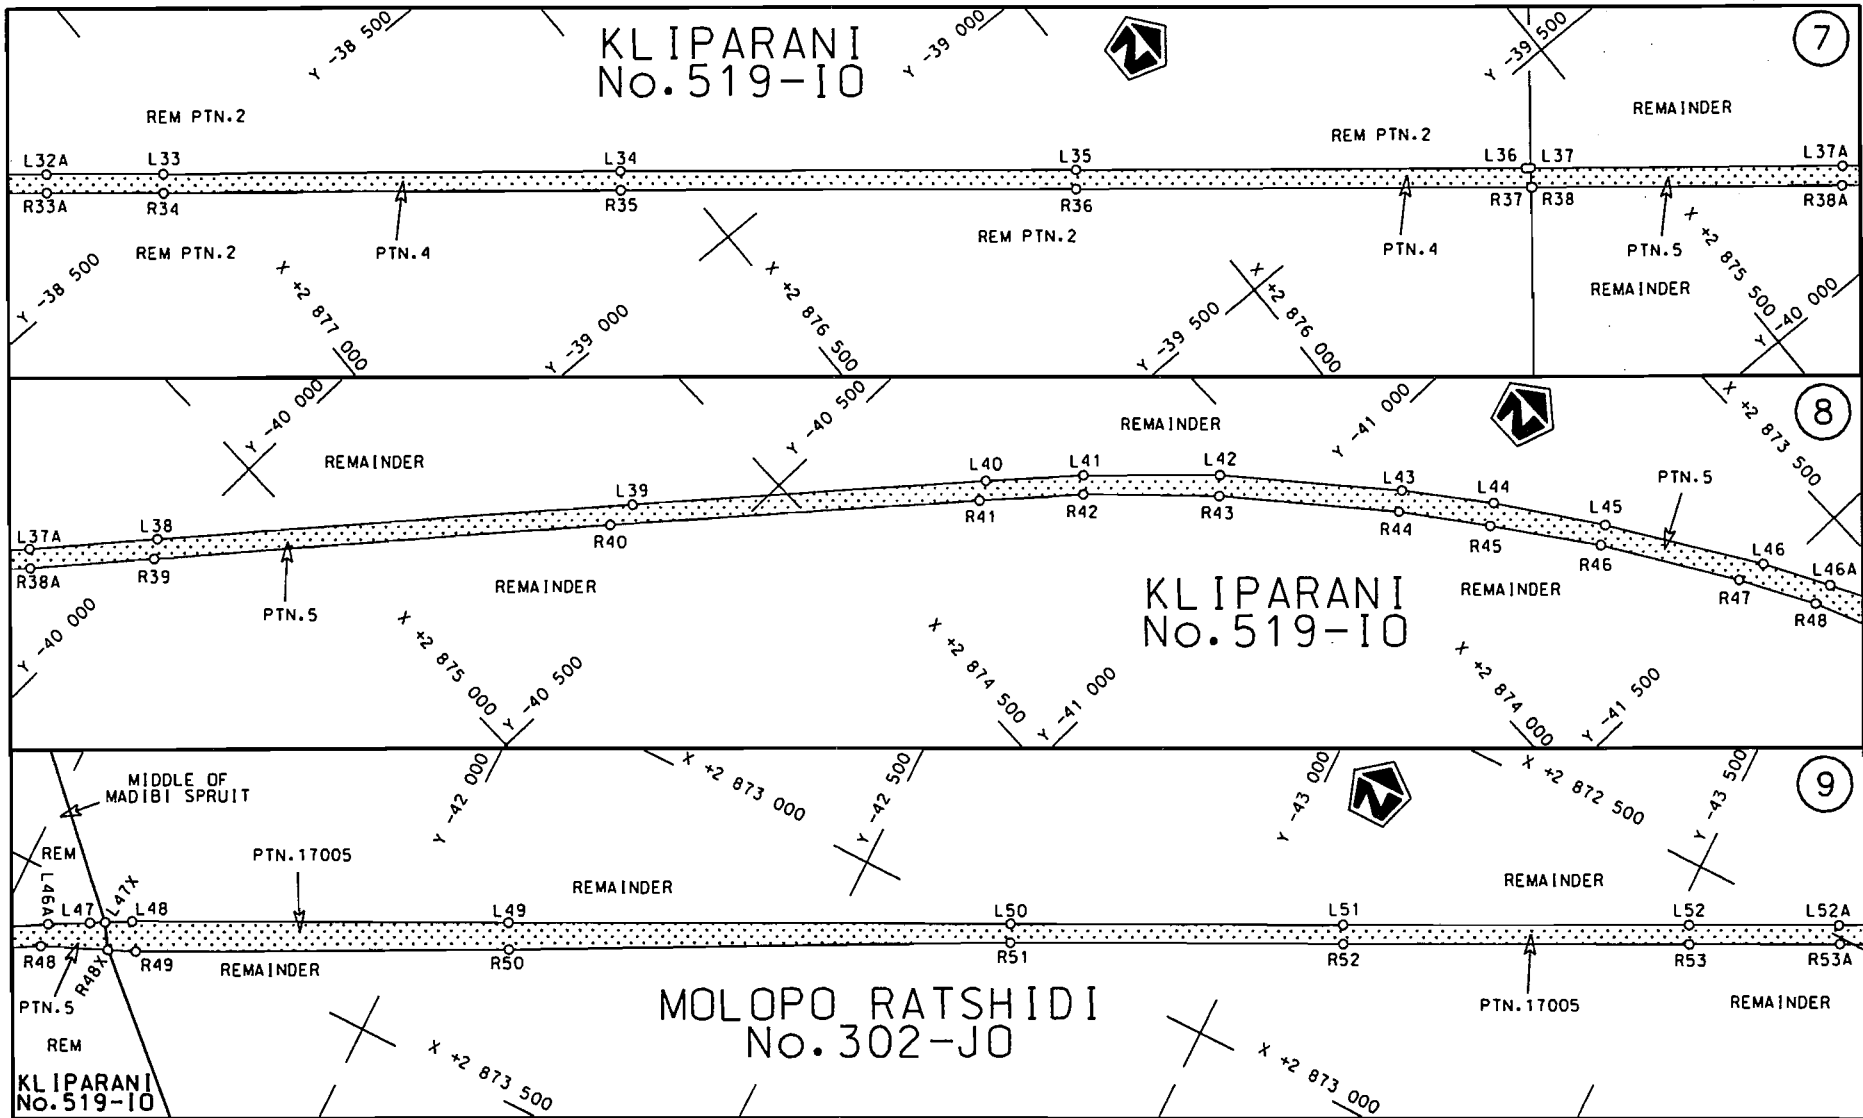 Y -38 500
KLIPARANI
No.519-IO
Y -39 000
Y -39 500
7
REM PTN.2
REM PTN.2
REMAINDER
L32A
L33
L34
L35
L36
L37
L37A
R33A
R34
R35
R36
R37
R38
R38A
REM PTN.2
PTN.4
REM PTN.2
PTN.4
PTN.5
REMAINDER
Y -38 500
X +2 877 000
Y -39 000
X +2 876 500
Y -39 500
X +2 876 000
X +2 875 500
Y -40 000
8
Y -40 000
Y -40 500
Y -41 000
X +2 873 500
REMAINDER
REMAINDER
PTN.5
L37A
L38
L39
L40
L41
L42
L43
L44
L45
L46
L46A
R38A
R39
R40
R41
R42
R43
R44
R45
R46
R47
R48
PTN.5
REMAINDER
KLIPARANI
No.519-IO
REMAINDER
Y -40 000
X +2 875 000
Y -40 500
X +2 874 500
Y -41 000
X +2 874 000
Y -41 500
9
MIDDLE OF
MADIBI SPRUIT
Y -42 000
X +2 873 000
Y -42 500
Y -43 000
X +2 872 500
Y -43 500
REM
PTN.17005
REMAINDER
REMAINDER
L46A
L47
L47X
L48
L49
L50
L51
L52
L52A
R48
R48X
R49
R50
R51
R52
R53
R53A
PTN.5
REMAINDER
PTN.17005
REMAINDER
MOLOPO RATSHIDI
No.302-JO
REM
KLIPARANI
No.519-IO
X +2 873 500
X +2 873 000